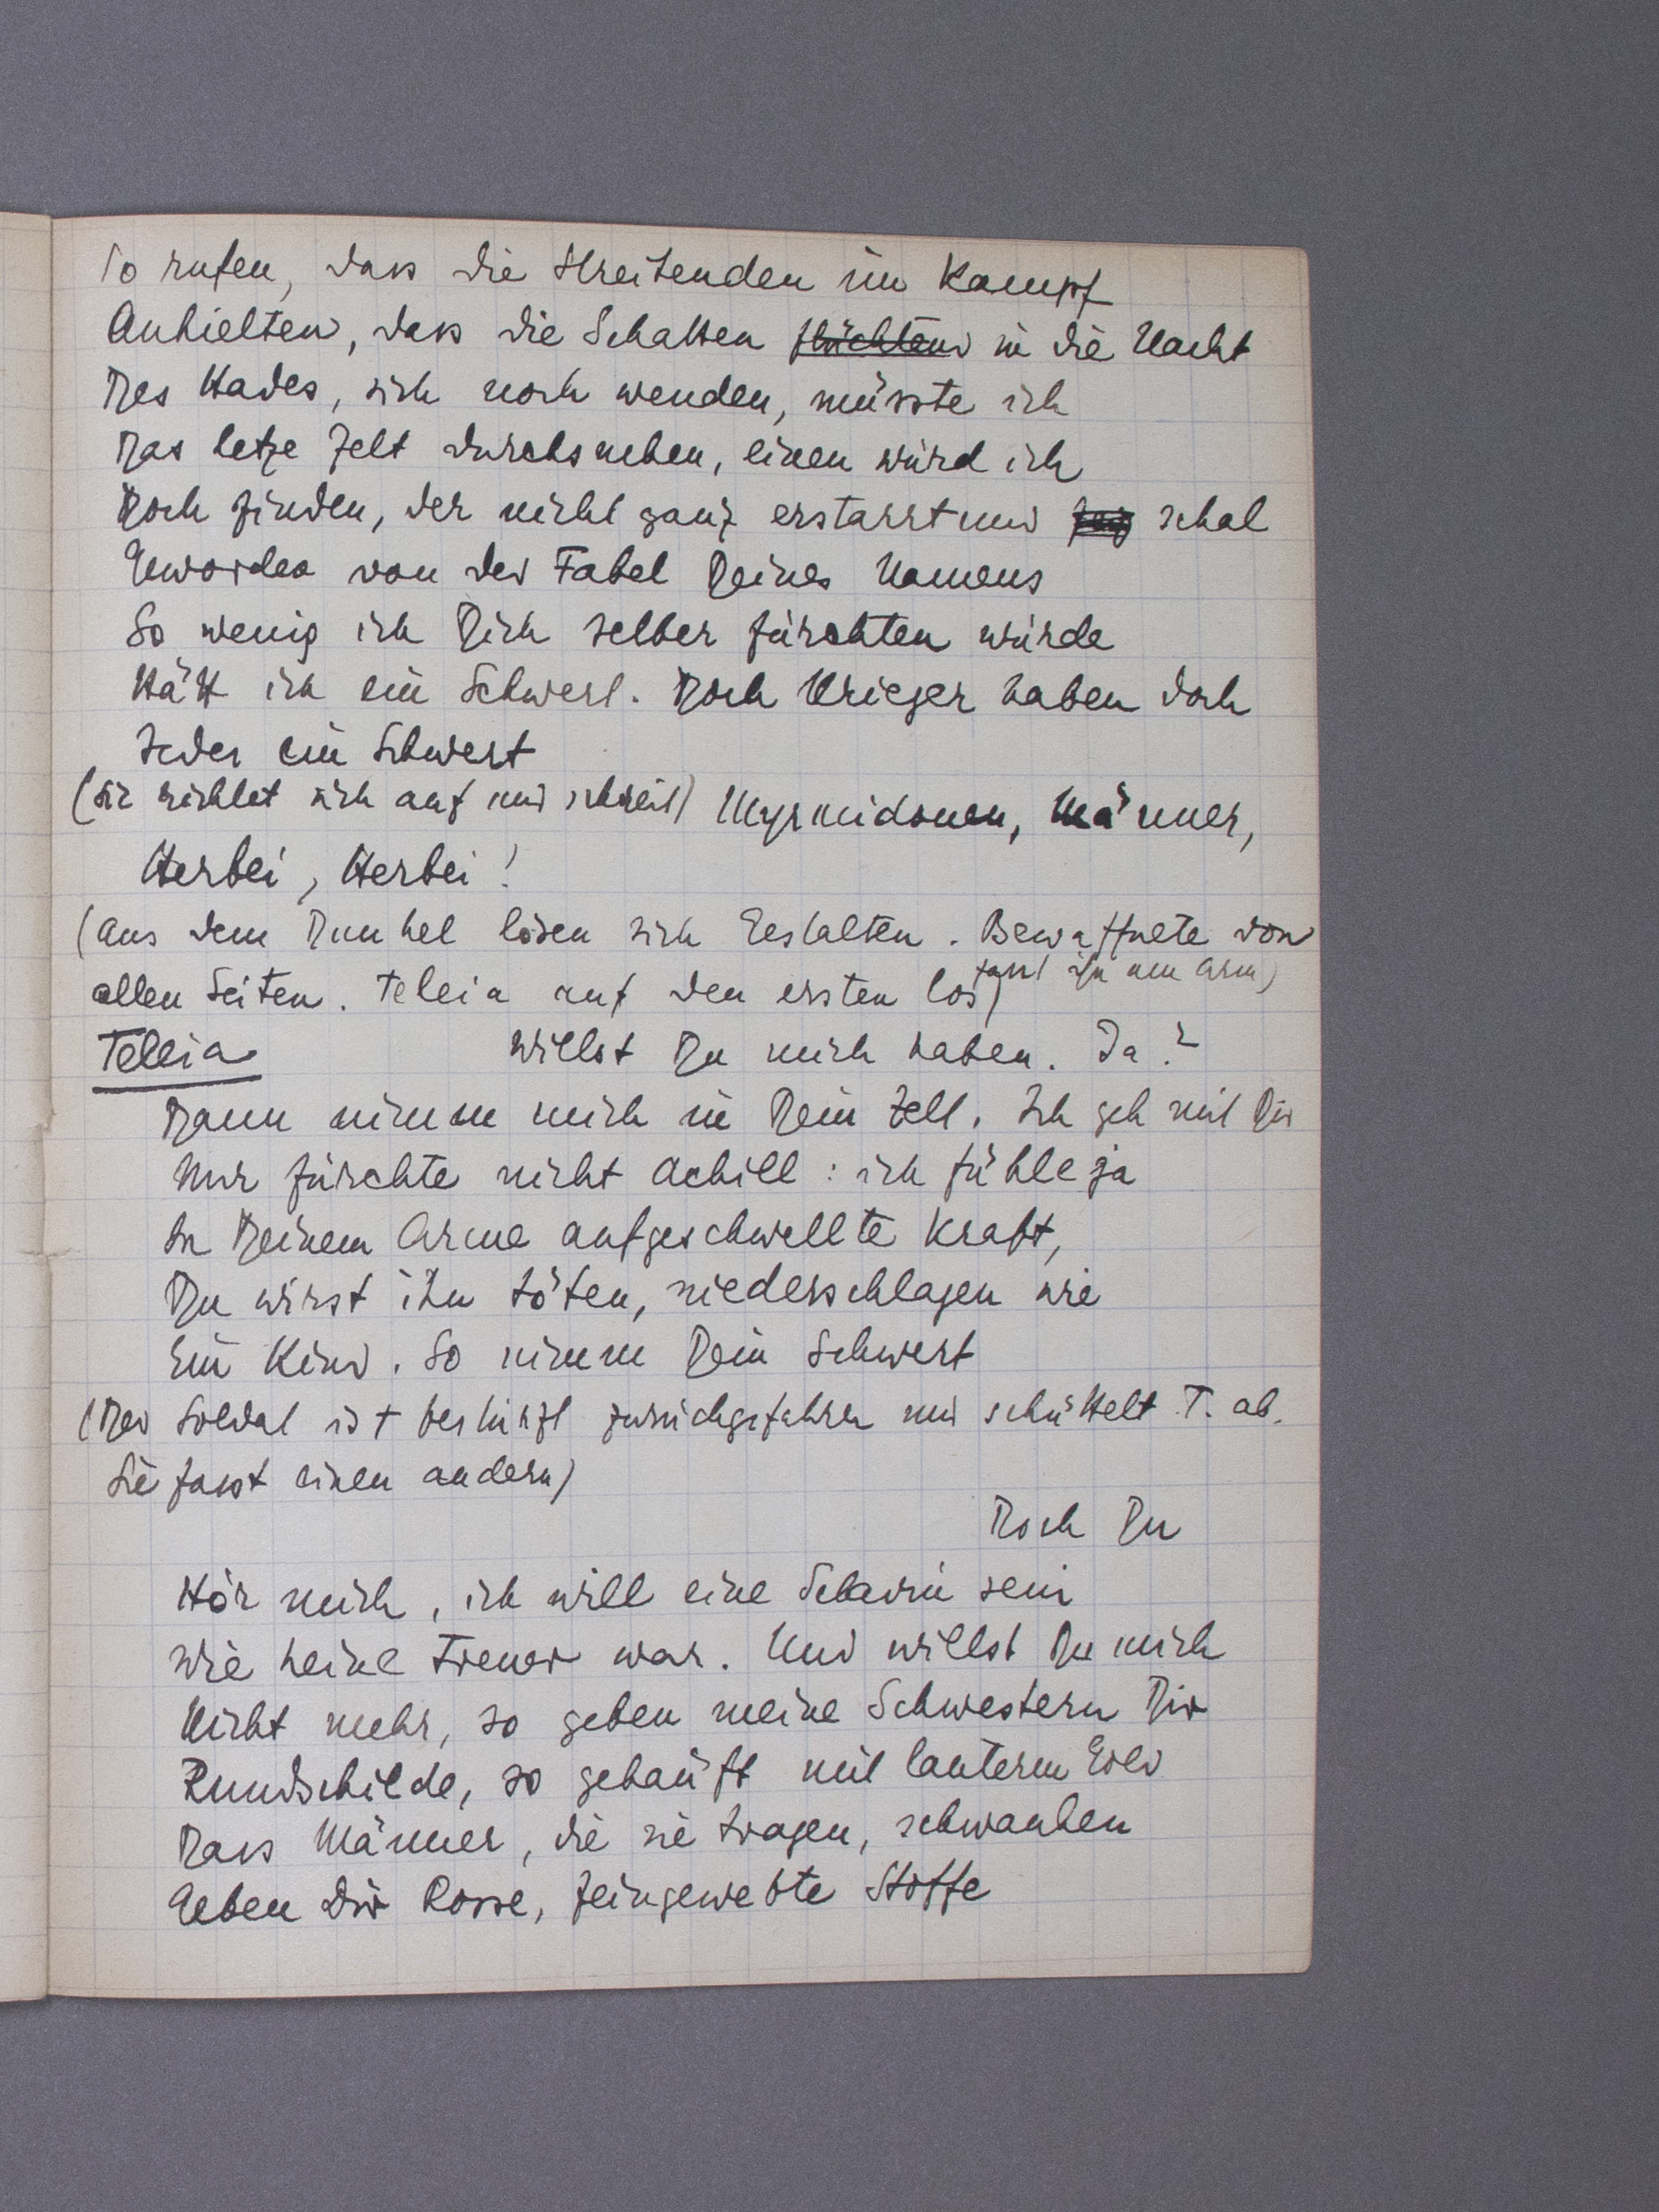 So rufen, dass die Streitenden im Kampf
Anhielten, dass die Schatten flüchtend in die Nacht
Des Hades, sich noch wenden, müsste ich
Das letze Zelt durchsuchen, einen würd ich
Doch finden, der nicht ganz erstarrt und schal
Geworden von der Fabel Deines Namens
So wenig ich Dich selber fürchten würde
Hätt ich ein Schwert. Doch Krieger haben doch
Jeder ein Schwert
(Sie richtet sich auf und schreit) Myrmidonen, Männer,
Herbei, Herbei!
(Aus dem Dunkel lösen sich Gestalten. Bewaffnete von
fasst ihn am Arm)
allen Seiten. Teleia auf den ersten los)
Teleia Willst Du mich haben. Ja?
Dann nimm mich in Dein Zelt. Ich geh mit Dir
Nur fürchte nicht Achill: ich fühle ja
In Deinem Arme aufgeschwellte Kraft,
Du wirst ihn töten, niederschlagen wie
Ein Kind. So nimm Dein Schwert
(Der Soldat ist bestürzt zurückgefahren und schüttelt T. ab.
Sie fasst einen andern)
Doch Du
Hör mich, ich will eine Sclavin sein
Wie keine treuer war. Und willst Du mich
Nicht mehr, so geben meine Schwestern Dir
Rundschilde, so gehäuft mit lauterm Gold
Dass Männer, die sie tragen, schwanken
Geben Dir Rosse, feingewebte Stoffe